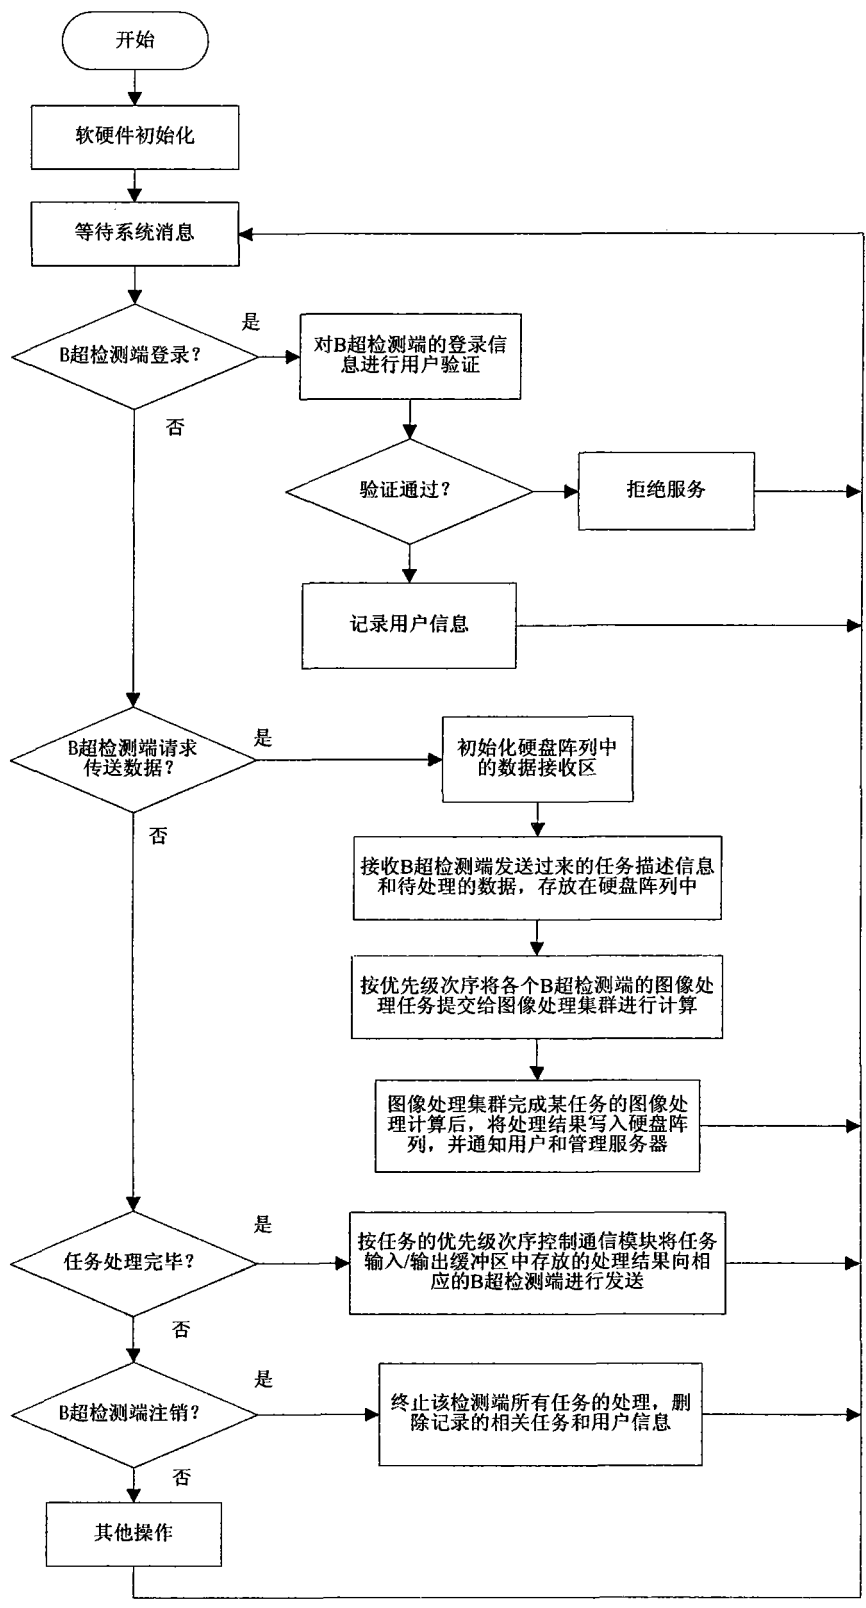 开始
软硬件初始化
等待系统消息
B超检测端登录？
是
对B超检测端的登录信
息进行用户验证
否
验证通过？
拒绝服务
记录用户信息
B超检测端请求
传送数据？
是
初始化硬盘阵列中
的数据接收区
否
接收B超检测端发送过来的任务描述信息
和待处理的数据，存放在硬盘阵列中
按优先级次序将各个B超检测端的图像处
理任务提交给图像处理集群进行计算
图像处理集群完成某任务的图像处
理计算后，将处理结果写入硬盘阵
列，并通知用户和管理服务器
任务处理完毕？
是
按任务的优先级次序控制通信模块将任务
输入/输出缓冲区中存放的处理结果向相
应的B超检测端进行发送
否
B超检测端注销？
是
终止该检测端所有任务的处理，删
除记录的相关任务和用户信息
否
其他操作